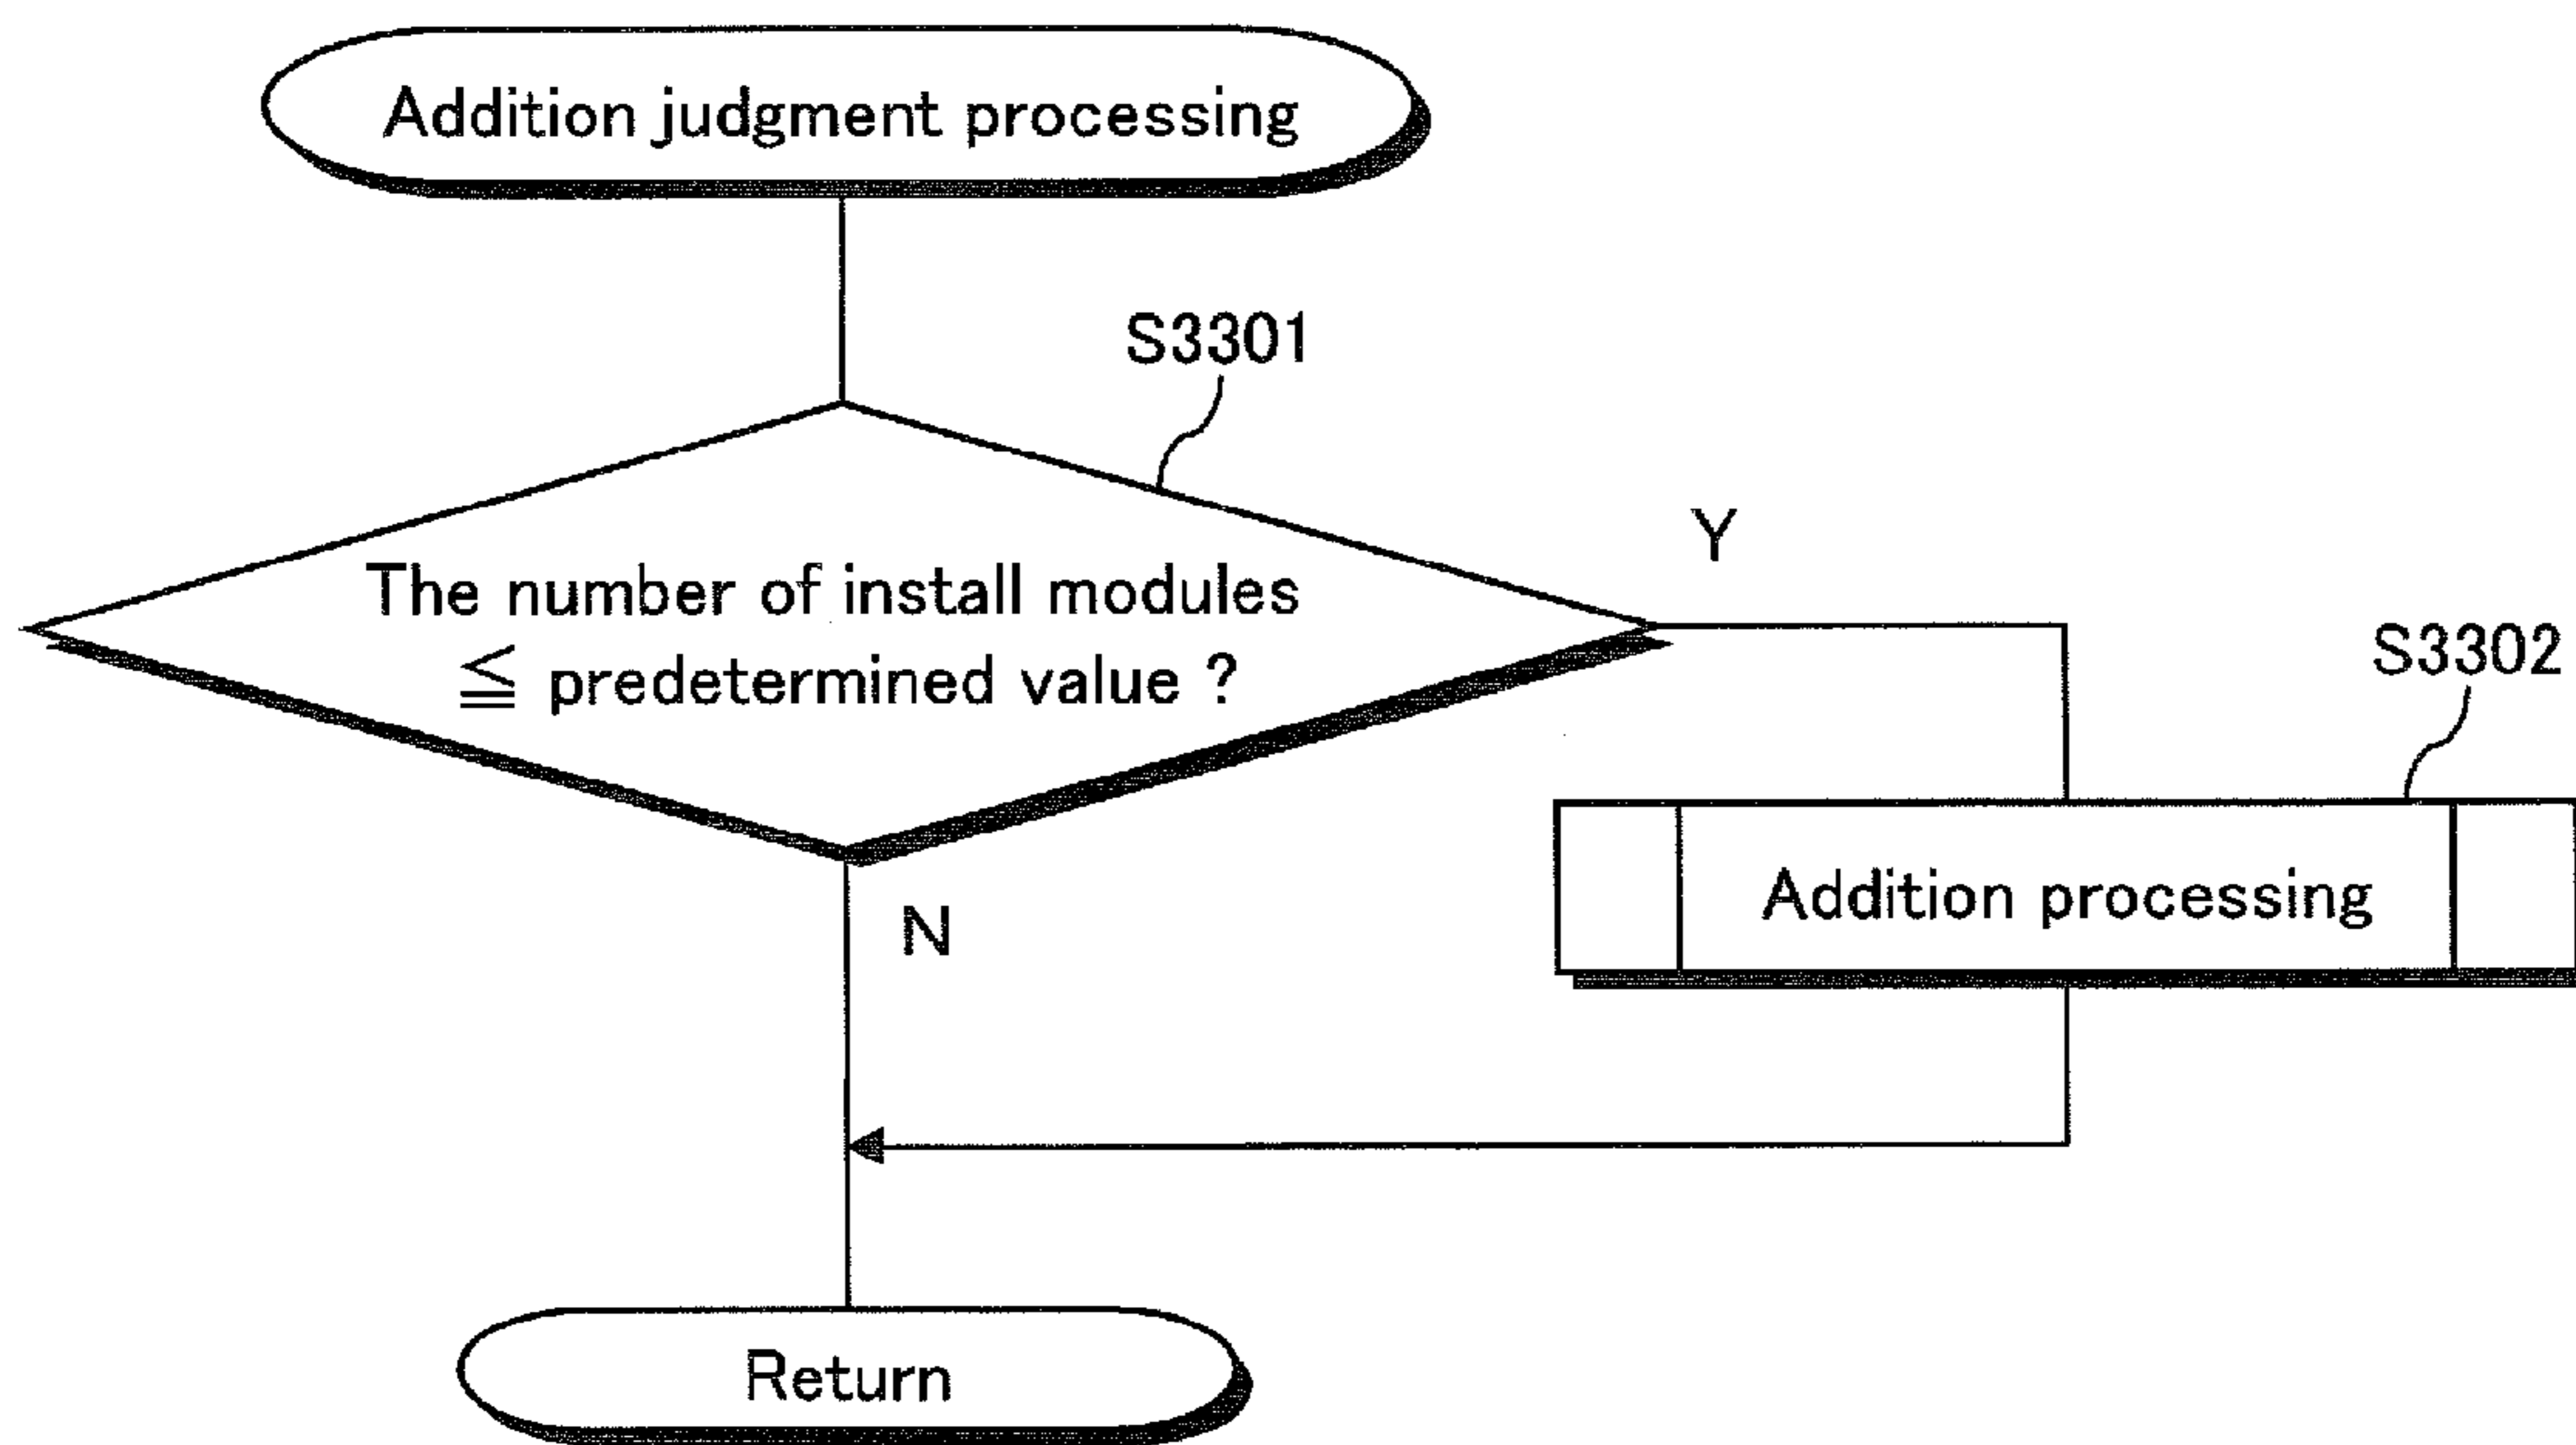 Addition judgment processing
S3301
The number of install modules
≦ predetermined value ?
Y
S3302
Addition processing
N
Return